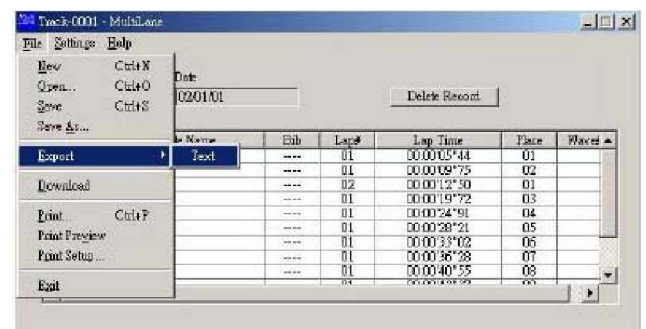 Track-0001 - MultiLane
File Settings Help
New Ctrl+N
Open... Ctrl+O
Save Ctrl+S
Save As...
Export
Text
Download
Print Ctrl+P
Print Preview
Print Setup...
Exit
Date
02/01/01
Delete Record
Name Bib Lap# Lap Time Place
---- 01 00:00'05"44 01
---- 01 00:00'09"75 02
---- 02 00:00'12"50 01
---- 01 00:00'19"72 03
---- 01 00:00'24"91 04
---- 01 00:00'28"21 05
---- 01 00:00'33"02 06
---- 01 00:00'36"28 07
---- 01 00:00'40"55 08